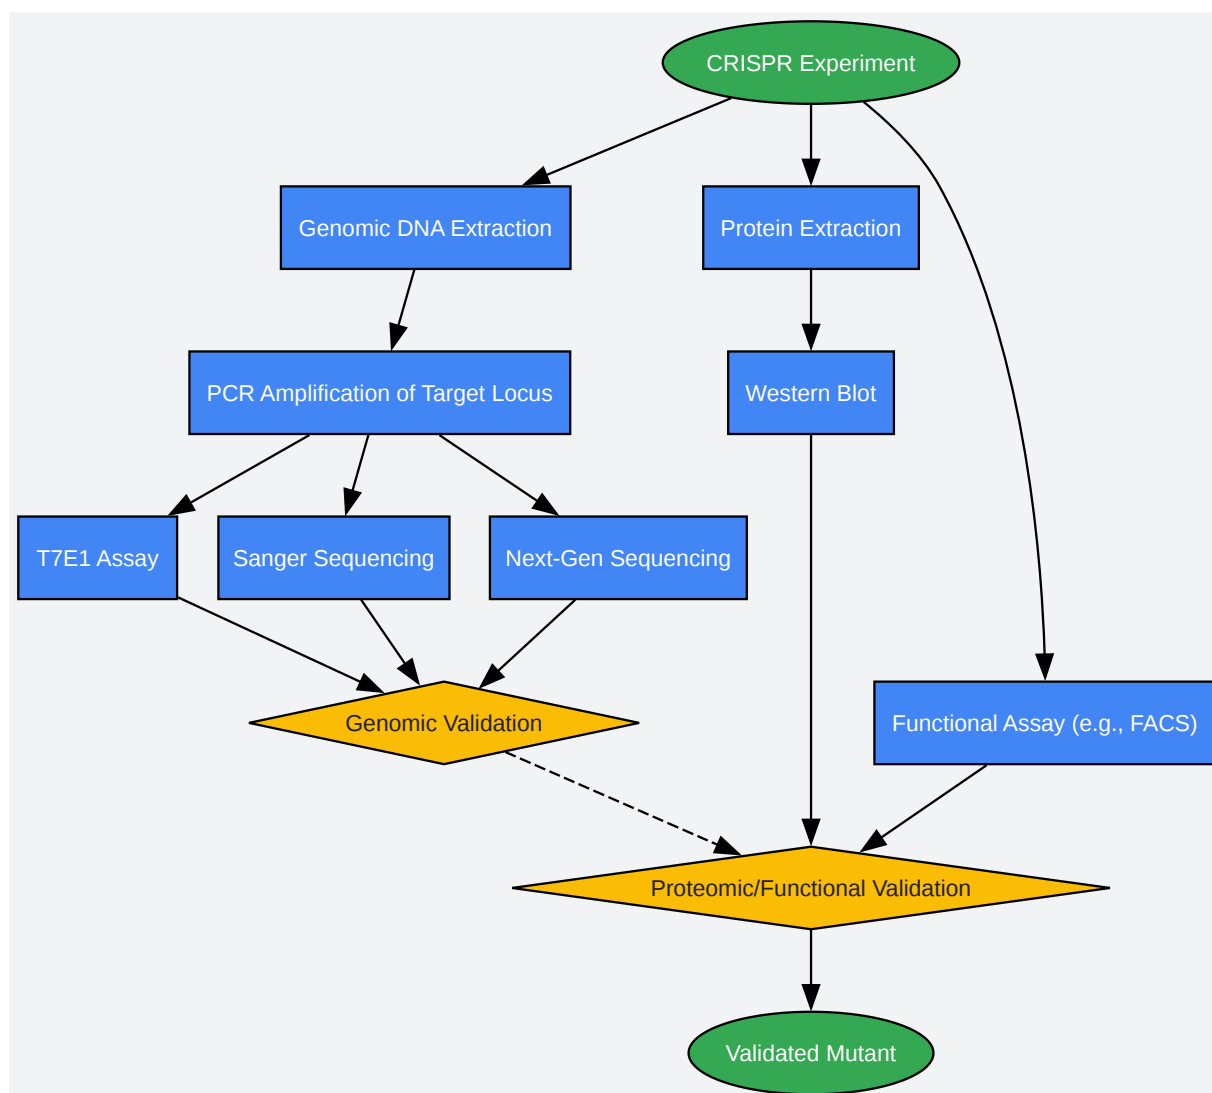 CRISPR Experiment
Genomic DNA Extraction
Protein Extraction
PCR Amplification of Target Locus
Western Blot
T7E1 Assay
Sanger Sequencing
Next-Gen Sequencing
Genomic Validation
Functional Assay (e.g., FACS)
Proteomic/Functional Validation
Validated Mutant